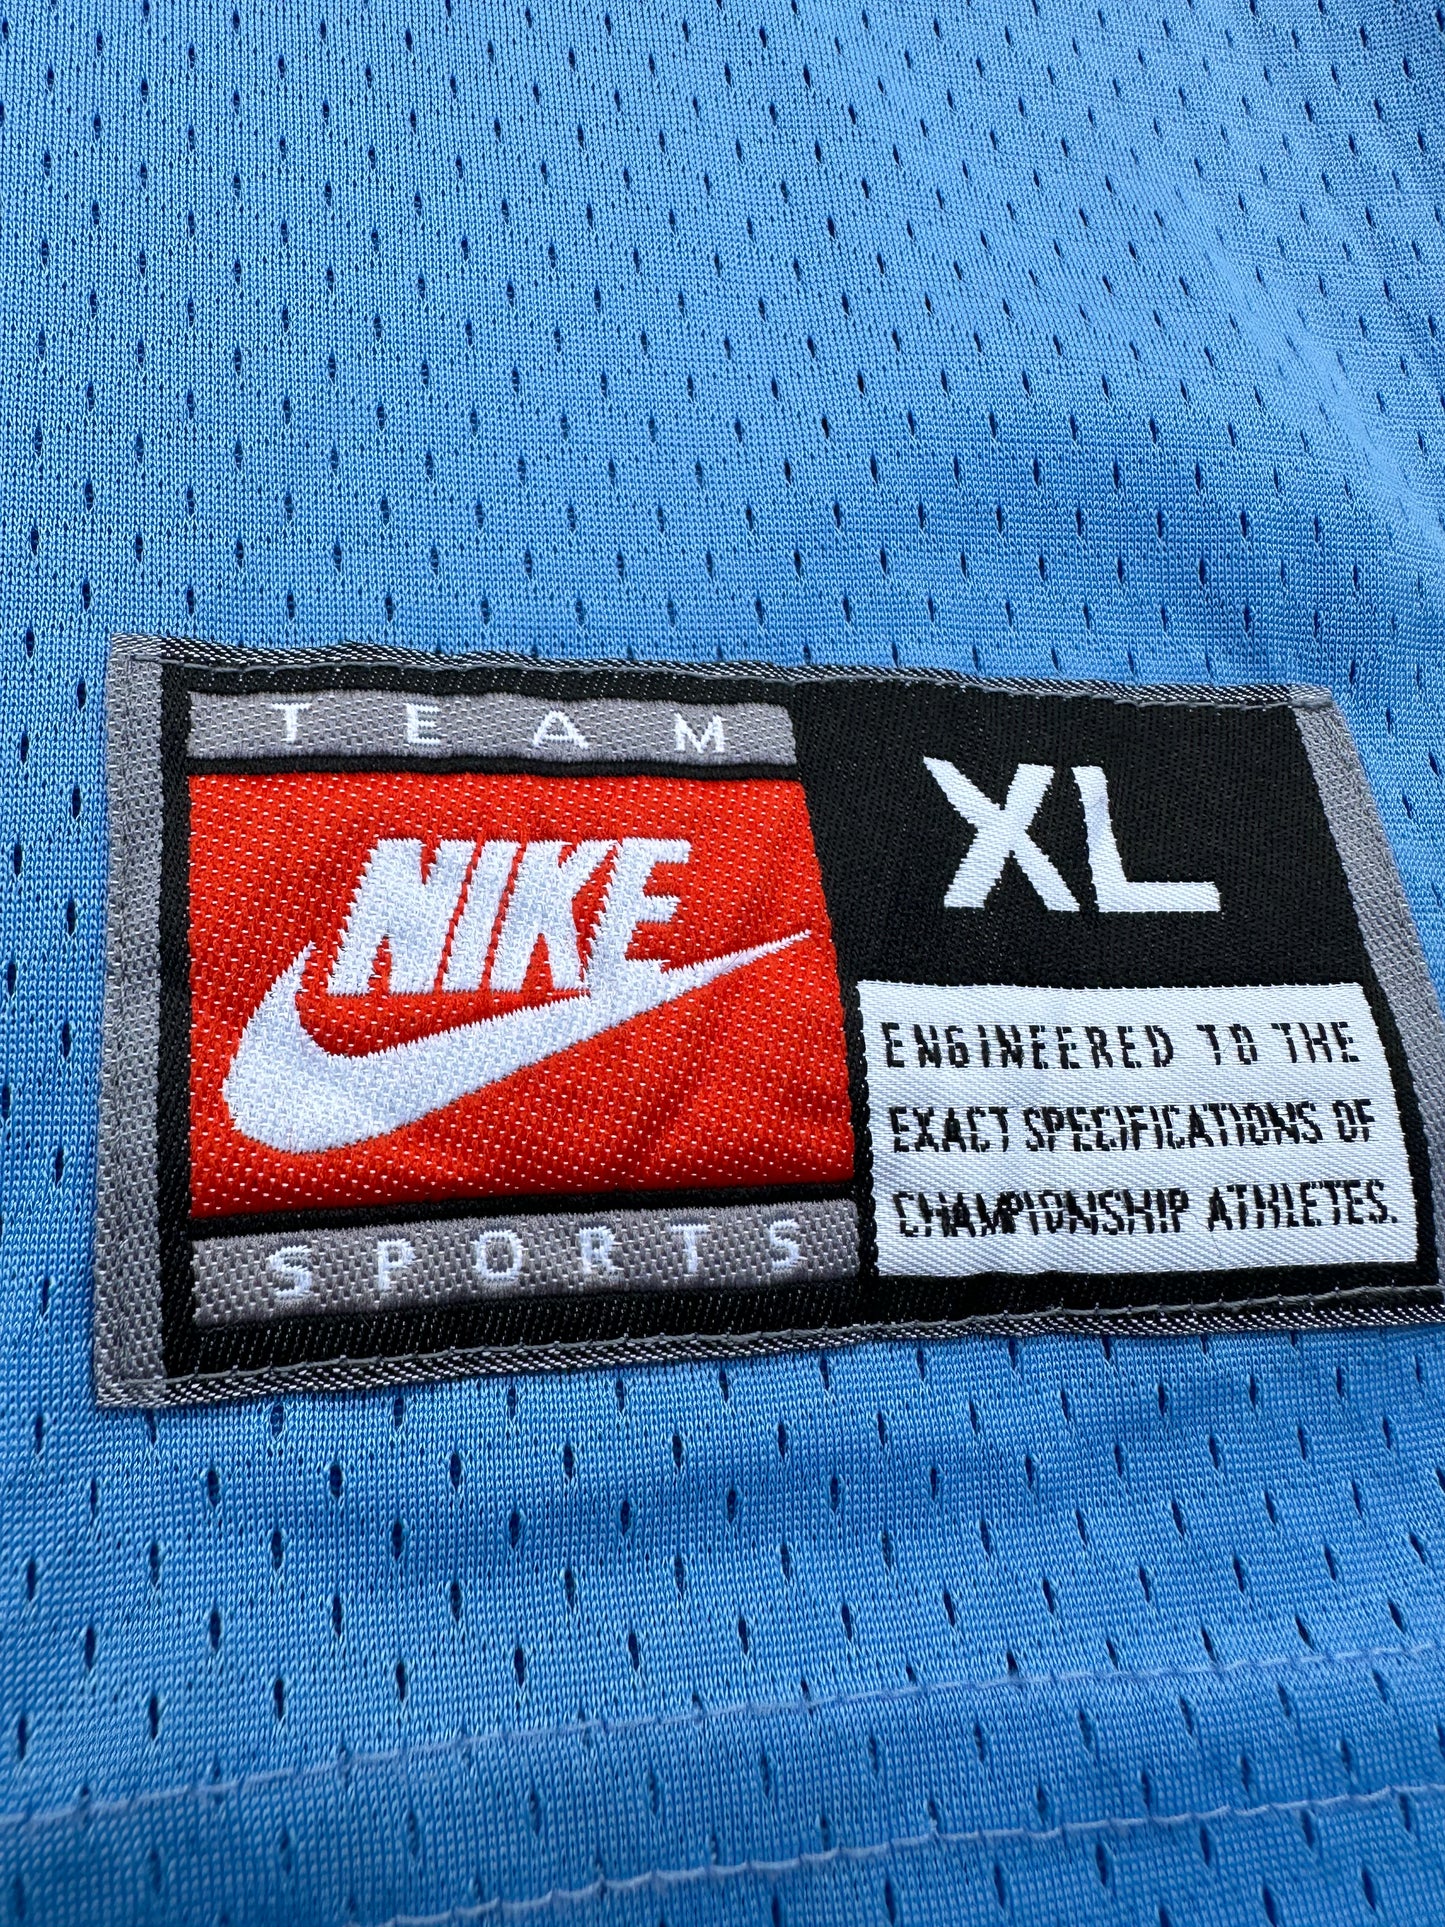 TEAM
NIKE
SPORTS
XL
ENGINEERED TO THE
EXACT SPECIFICATIONS OF
CHAMPIONSHIP ATHLETES.